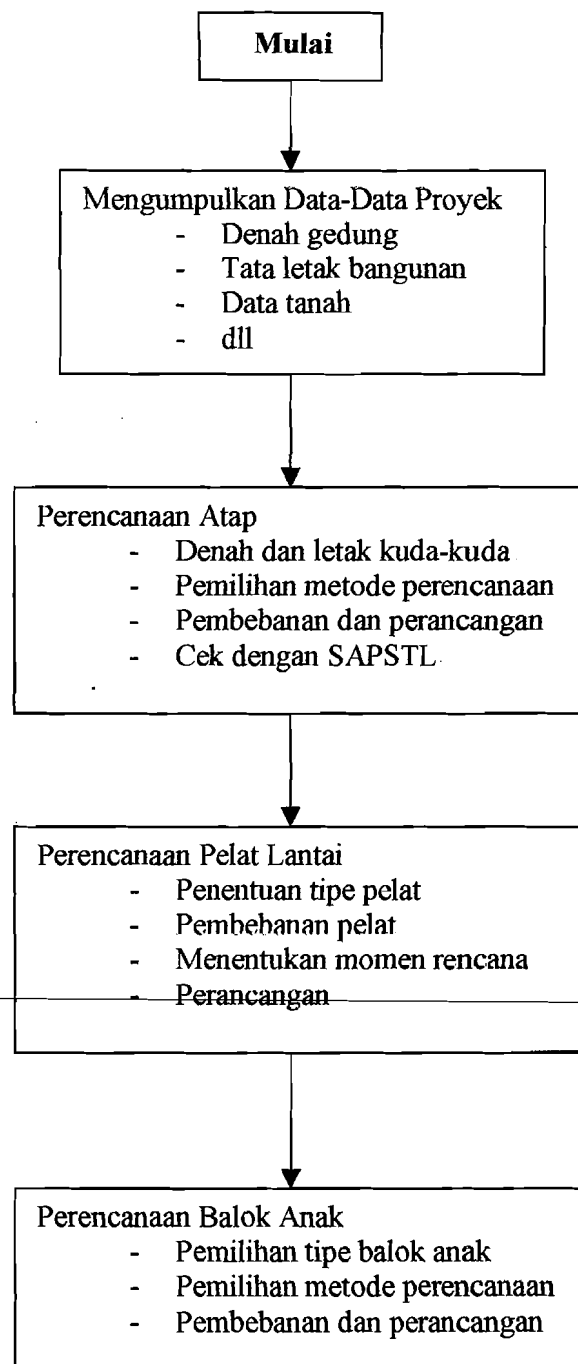 Mulai
Mengumpulkan Data-Data Proyek
- Denah gedung
- Tata letak bangunan
- Data tanah
- dll
Perencanaan Atap
- Denah dan letak kuda-kuda
- Pemilihan metode perencanaan
- Pembebanan dan perancangan
- Cek dengan SAPSTL
Perencanaan Pelat Lantai
- Penentuan tipe pelat
- Pembebanan pelat
- Menentukan momen rencana
- Perancangan
Perencanaan Balok Anak
- Pemilihan tipe balok anak
- Pemilihan metode perencanaan
- Pembebanan dan perancangan